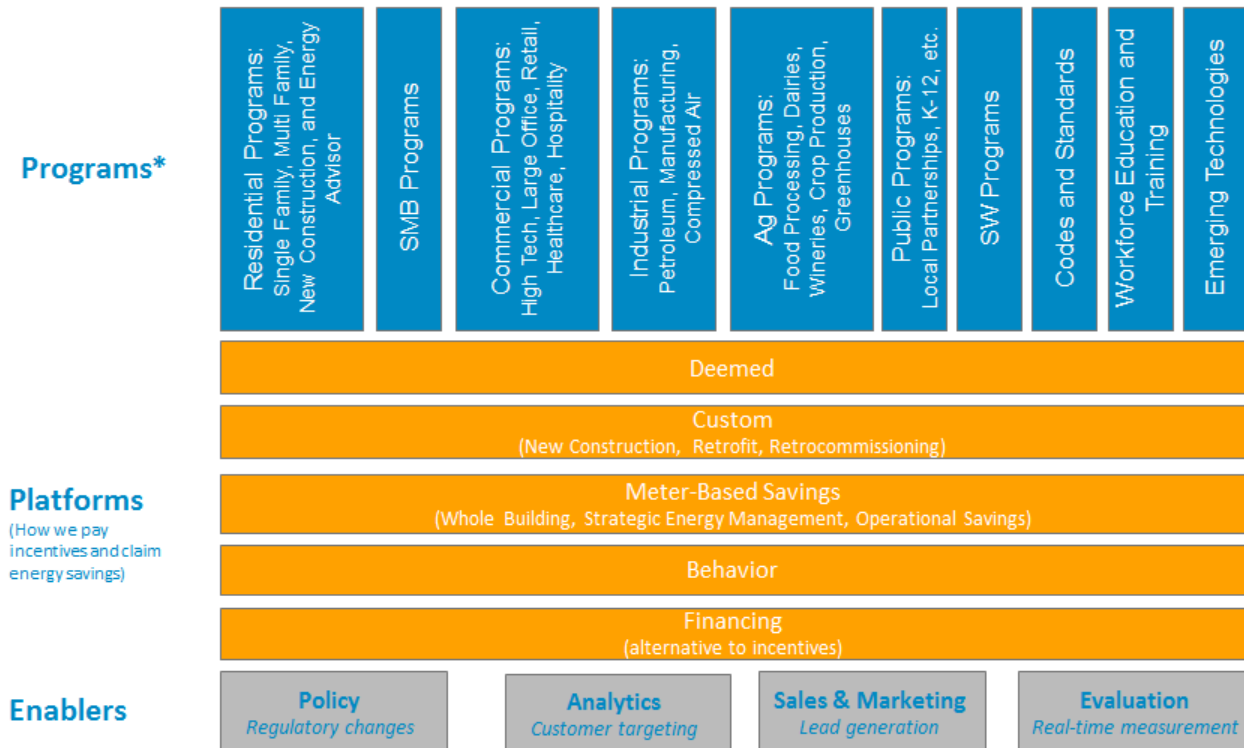 Programs*
Residential Programs:
Single Family, Multi Family,
New Construction, and Energy
Advisor
SMB Programs
Commercial Programs:
High Tech, Large Office, Retail,
Healthcare, Hospitality
Industrial Programs:
Petroleum, Manufacturing,
Compressed Air
Ag Programs:
Food Processing, Dairies,
Wineries, Crop Production,
Greenhouses
Public Programs:
Local Partnerships, K-12, etc.
SW Programs
Codes and Standards
Workforce Education and
Training
Emerging Technologies
Platforms
(How we pay
incentives and claim
energy savings)
Deemed
Custom
(New Construction, Retrofit, Retrocommissioning)
Meter-Based Savings
(Whole Building, Strategic Energy Management, Operational Savings)
Behavior
Financing
(alternative to incentives)
Enablers
Policy
Regulatory changes
Analytics
Customer targeting
Sales & Marketing
Lead generation
Evaluation
Real-time measurement